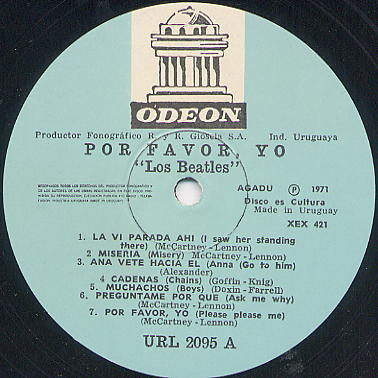 ODEON
Productor Fonográfico R. y R. Gioscia S.A. Ind. Uruguaya
POR FAVOR, YO
"Los Beatles"
AGADU P 1971
Disco es Cultura
Made in Uruguay
XEX 421
1. LA VI PARADA AHI (I saw her standing
there) (McCartney-Lennon)
2 MISERIA (Misery) McCartney-Lennon)
3. ANA VETE HACIA EL (Anna (Go to him)
(Alexander)
4 CADENAS (Chains) (Goffin-Knig)
5. MUCHACHOS (Boys) (Doxin-Farrell)
6. PREGUNTAME POR QUE (Ask me why)
(McCartney-Lennon)
7. POR FAVOR, YO (Please please me)
(McCartney-Lennon)
URL 2095 A